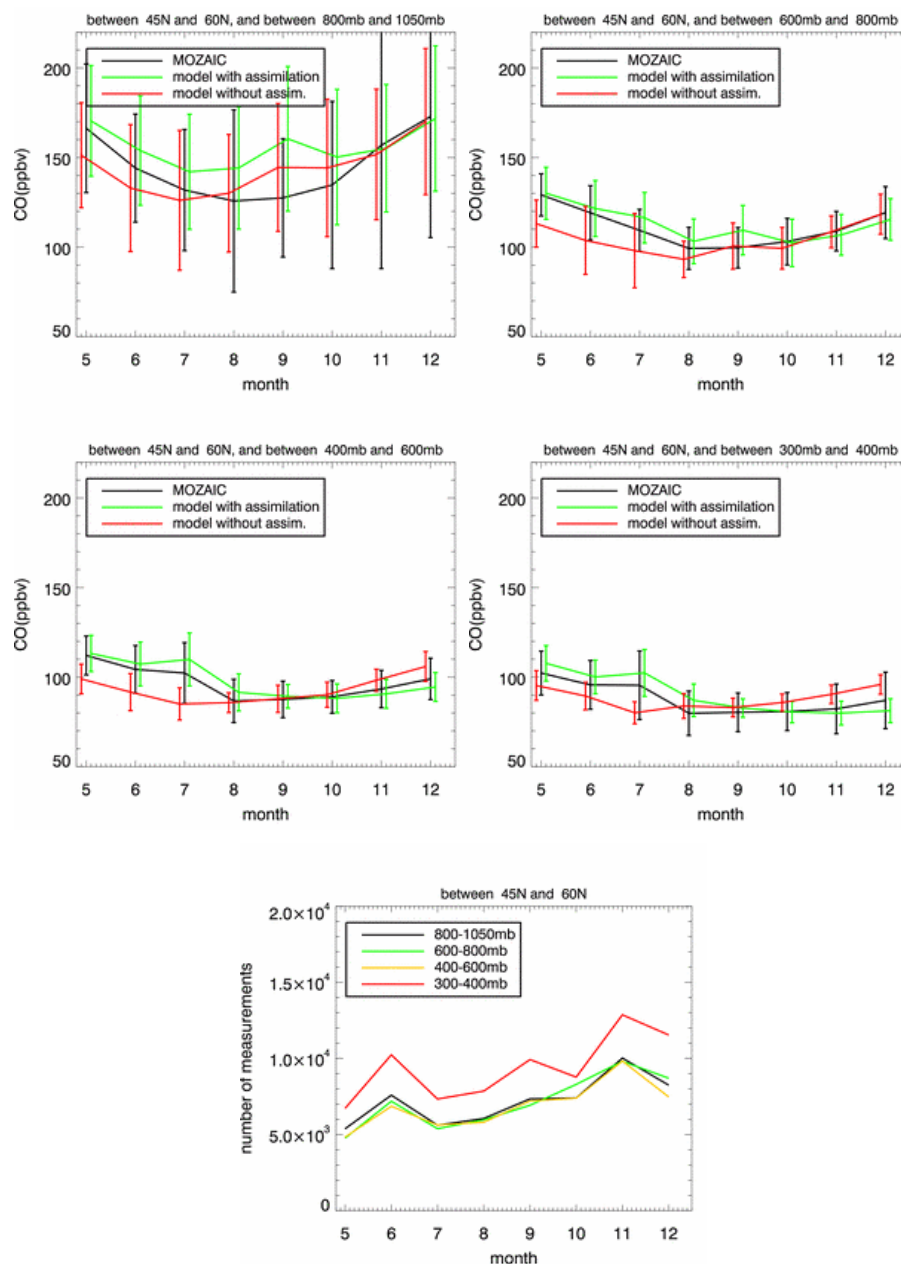 between 45N and 60N, and between 800mb and 1050mb
MOZAIC
model with assimilation
model without assim.
CO(ppbv)
200
150
100
50
5 6 7 8 9 10 11 12
month
between 45N and 60N, and between 600mb and 800mb
MOZAIC
model with assimilation
model without assim.
CO(ppbv)
200
150
100
50
5 6 7 8 9 10 11 12
month
between 45N and 60N, and between 400mb and 600mb
MOZAIC
model with assimilation
model without assim.
CO(ppbv)
200
150
100
50
5 6 7 8 9 10 11 12
month
between 45N and 60N, and between 300mb and 400mb
MOZAIC
model with assimilation
model without assim.
CO(ppbv)
200
150
100
50
5 6 7 8 9 10 11 12
month
between 45N and 60N
800-1050mb
600-800mb
400-600mb
300-400mb
number of measurements
2.0×10⁴
1.5×10⁴
1.0×10⁴
5.0×10³
0
5 6 7 8 9 10 11 12
month